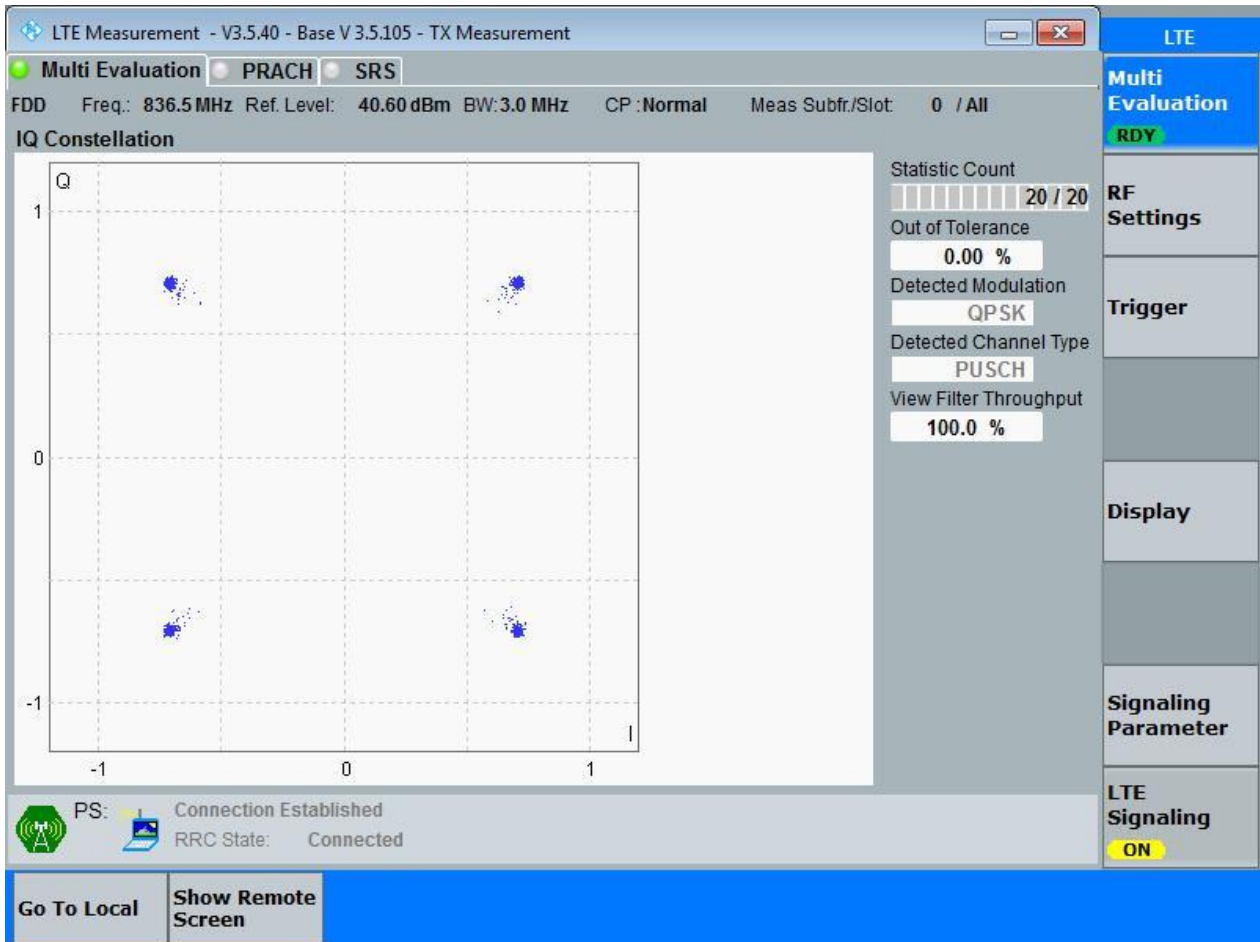 LTE Measurement - V3.5.40 - Base V 3.5.105 - TX Measurement
LTE
Multi Evaluation PRACH SRS
FDD Freq.: 836.5 MHz Ref. Level: 40.60 dBm BW: 3.0 MHz CP : Normal Meas Subfr./Slot: 0 / All
IQ Constellation
Q
1
0
-1
I
-1 0 1
Statistic Count
20 / 20
Out of Tolerance
0.00 %
Detected Modulation
QPSK
Detected Channel Type
PUSCH
View Filter Throughput
100.0 %
Multi
Evaluation
RDY
RF
Settings
Trigger
Display
Signaling
Parameter
LTE
Signaling
ON
PS: Connection Established
RRC State: Connected
Go To Local
Show Remote
Screen